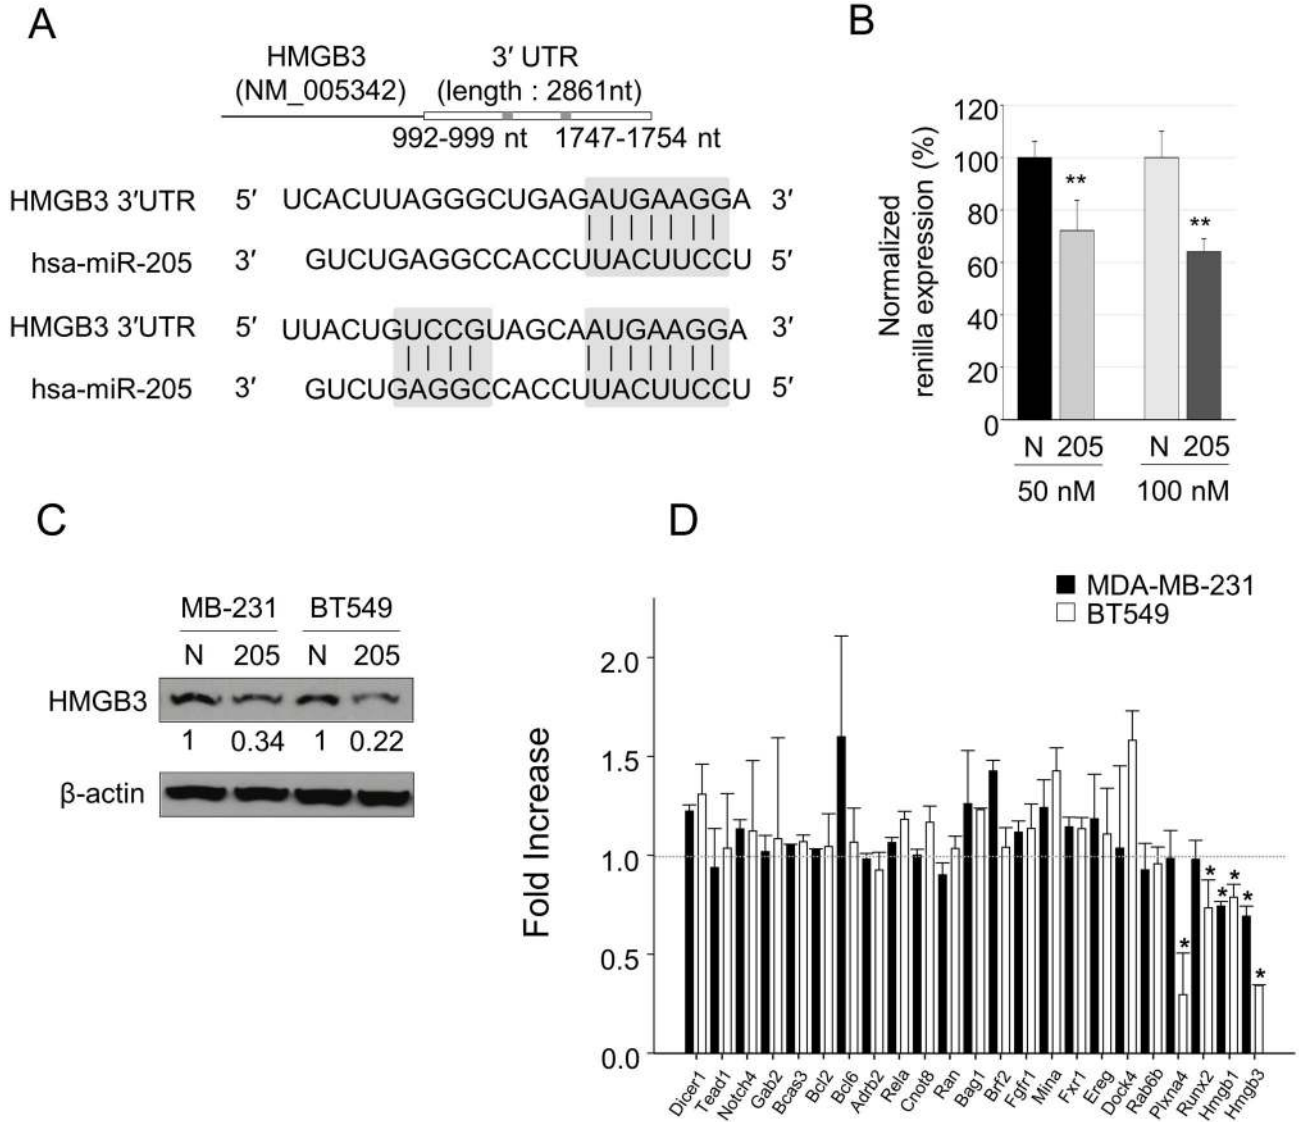 A
HMGB3
(NM_005342)
3′ UTR
(length : 2861nt)
992-999 nt
1747-1754 nt
HMGB3 3′UTR 5′ UCACUUAGGGCUGAGAUGAAGGA 3′
hsa-miR-205 3′ GUCUGAGGCCACCUUACUUCCU 5′
HMGB3 3′UTR 5′ UUACUGUCCGUAGCAAUGAAGGA 3′
hsa-miR-205 3′ GUCUGAGGCCACCUUACUUCCU 5′
B
Normalized
renilla expression (%)
120
100
80
60
40
20
0
**
**
N 205 N 205
50 nM 100 nM
C
MB-231 BT549
N 205 N 205
HMGB3
1 0.34 1 0.22
β-actin
D
MDA-MB-231
BT549
Fold Increase
2.0
1.5
1.0
0.5
0.0
*
*
*
*
*
*
Dicer1
Tead1
Notch4
Gab2
Bcas3
Bcl2
Bcl6
Adrb2
Rela
Cnot8
Ran
Bag1
Brf2
Fgfr1
Mina
Fxr1
Ereg
Dock4
Rab6b
Plxna4
Runx2
Hmgb1
Hmgb3